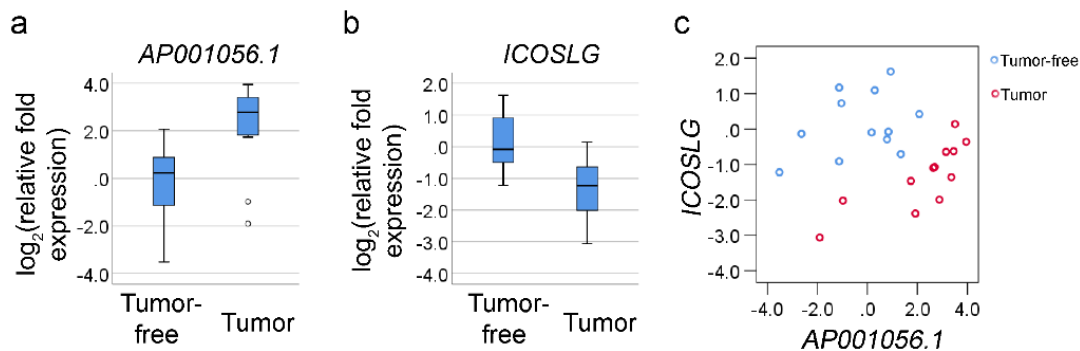 a
AP001056.1
log2(relative fold
expression)
4.0
2.0
.0
-2.0
-4.0
Tumor-
free
Tumor
b
ICOSLG
log2(relative fold
expression)
2.0
1.0
.0
-1.0
-2.0
-3.0
-4.0
Tumor-
free
Tumor
c
ICOSLG
2.0
1.0
.0
-1.0
-2.0
-3.0
-4.0
-4.0 -2.0 .0 2.0 4.0
AP001056.1
Tumor-free
Tumor